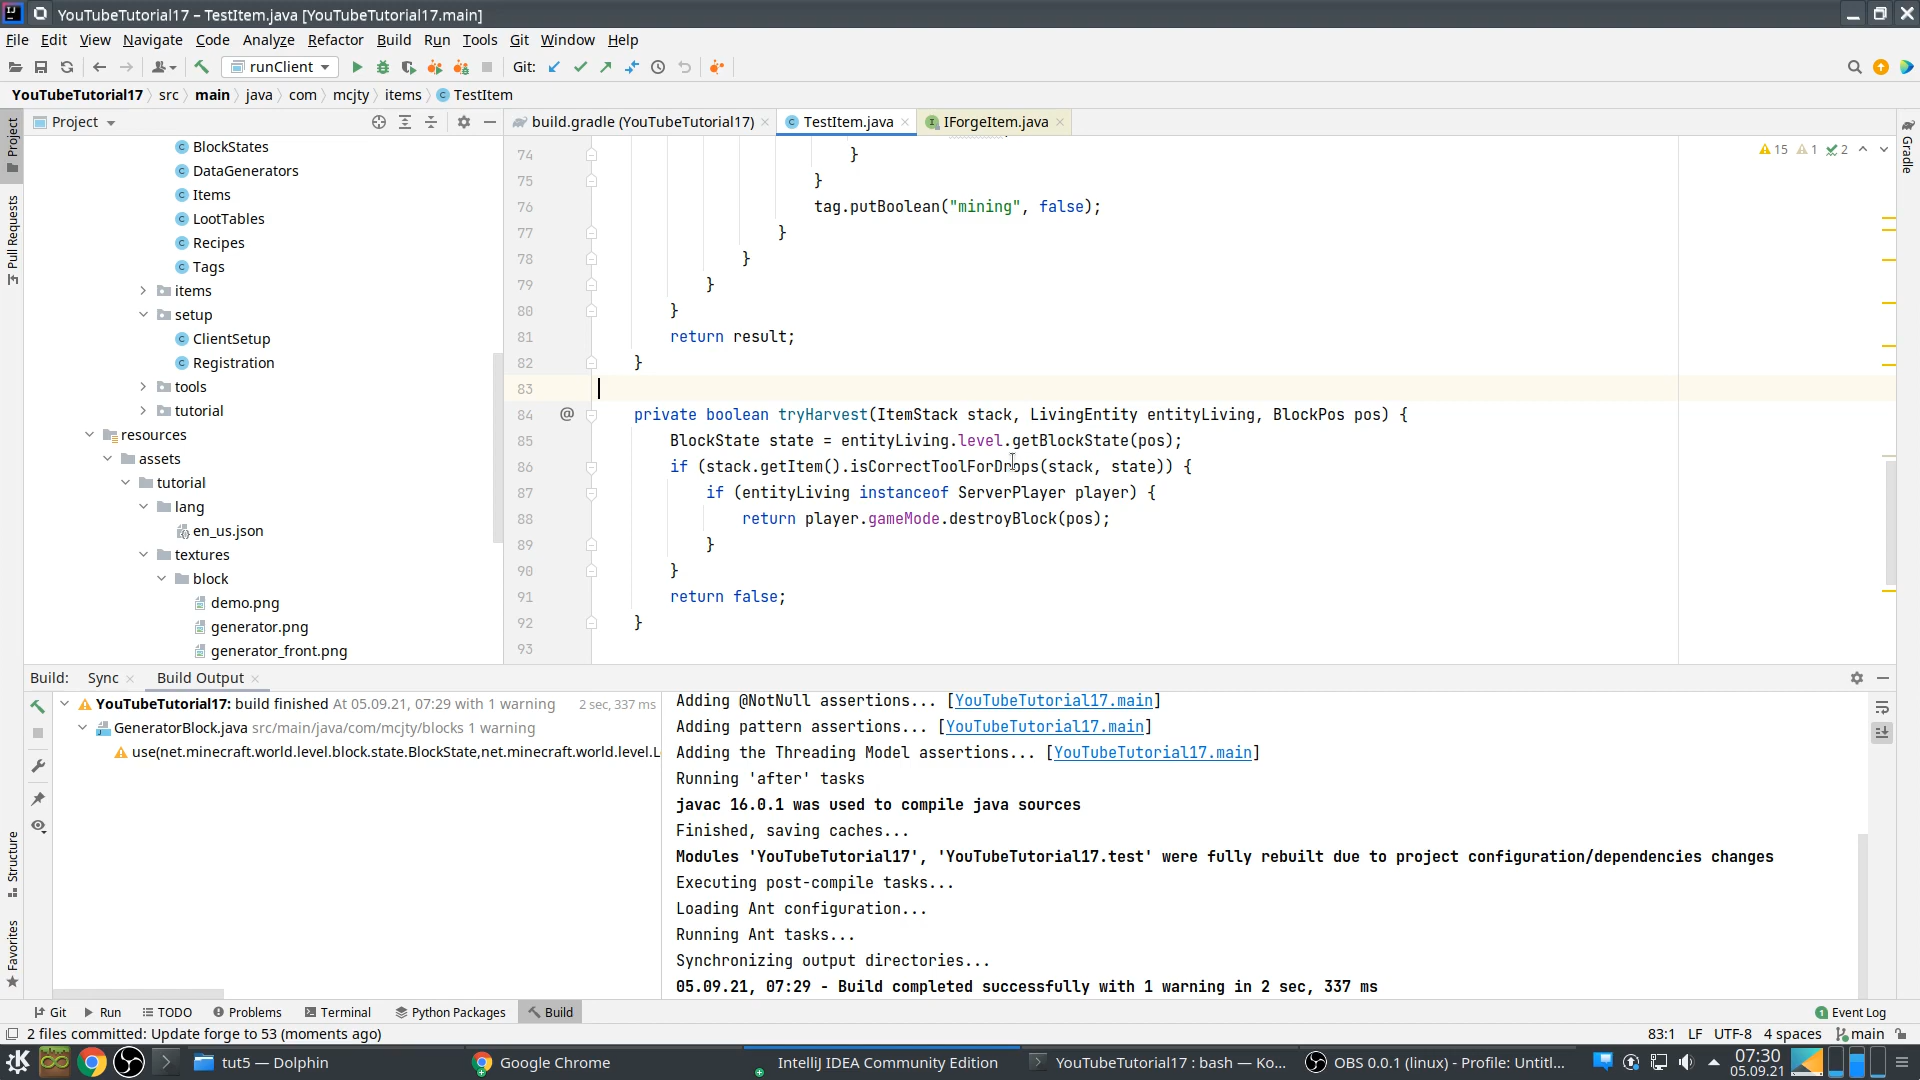 YouTubeTutorial17 – TestItem.java [YouTubeTutorial17.main]
File Edit View Navigate Code Analyze Refactor Build Run Tools Git Window Help
runClient Git:
YouTubeTutorial17 src main java com mcjty items TestItem
Project build.gradle (YouTubeTutorial17) TestItem.java IForgeItem.java
Project
Pull Requests
Structure
Favorites
Gradle
BlockStates
DataGenerators
Items
LootTables
Recipes
Tags
items
setup
ClientSetup
Registration
tools
tutorial
resources
assets
tutorial
lang
en_us.json
textures
block
demo.png
generator.png
generator_front.png
15 1 2
74 }
75 }
76 tag.putBoolean("mining", false);
77 }
78 }
79 }
80 }
81 return result;
82 }
83
84 @ private boolean tryHarvest(ItemStack stack, LivingEntity entityLiving, BlockPos pos) {
85 BlockState state = entityLiving.level.getBlockState(pos);
86 if (stack.getItem().isCorrectToolForDrops(stack, state)) {
87 if (entityLiving instanceof ServerPlayer player) {
88 return player.gameMode.destroyBlock(pos);
89 }
90 }
91 return false;
92 }
93
Build: Sync Build Output
YouTubeTutorial17: build finished At 05.09.21, 07:29 with 1 warning 2 sec, 337 ms
GeneratorBlock.java src/main/java/com/mcjty/blocks 1 warning
use(net.minecraft.world.level.block.state.BlockState,net.minecraft.world.level.L
Adding @NotNull assertions... [YouTubeTutorial17.main]
Adding pattern assertions... [YouTubeTutorial17.main]
Adding the Threading Model assertions... [YouTubeTutorial17.main]
Running 'after' tasks
javac 16.0.1 was used to compile java sources
Finished, saving caches...
Modules 'YouTubeTutorial17', 'YouTubeTutorial17.test' were fully rebuilt due to project configuration/dependencies changes
Executing post-compile tasks...
Loading Ant configuration...
Running Ant tasks...
Synchronizing output directories...
05.09.21, 07:29 - Build completed successfully with 1 warning in 2 sec, 337 ms
Git Run TODO Problems Terminal Python Packages Build 1 Event Log
2 files committed: Update forge to 53 (moments ago) 83:1 LF UTF-8 4 spaces main
tut5 — Dolphin Google Chrome IntelliJ IDEA Community Edition YouTubeTutorial17 : bash — Ko... OBS 0.0.1 (linux) - Profile: Untitl... 07:30
05.09.21